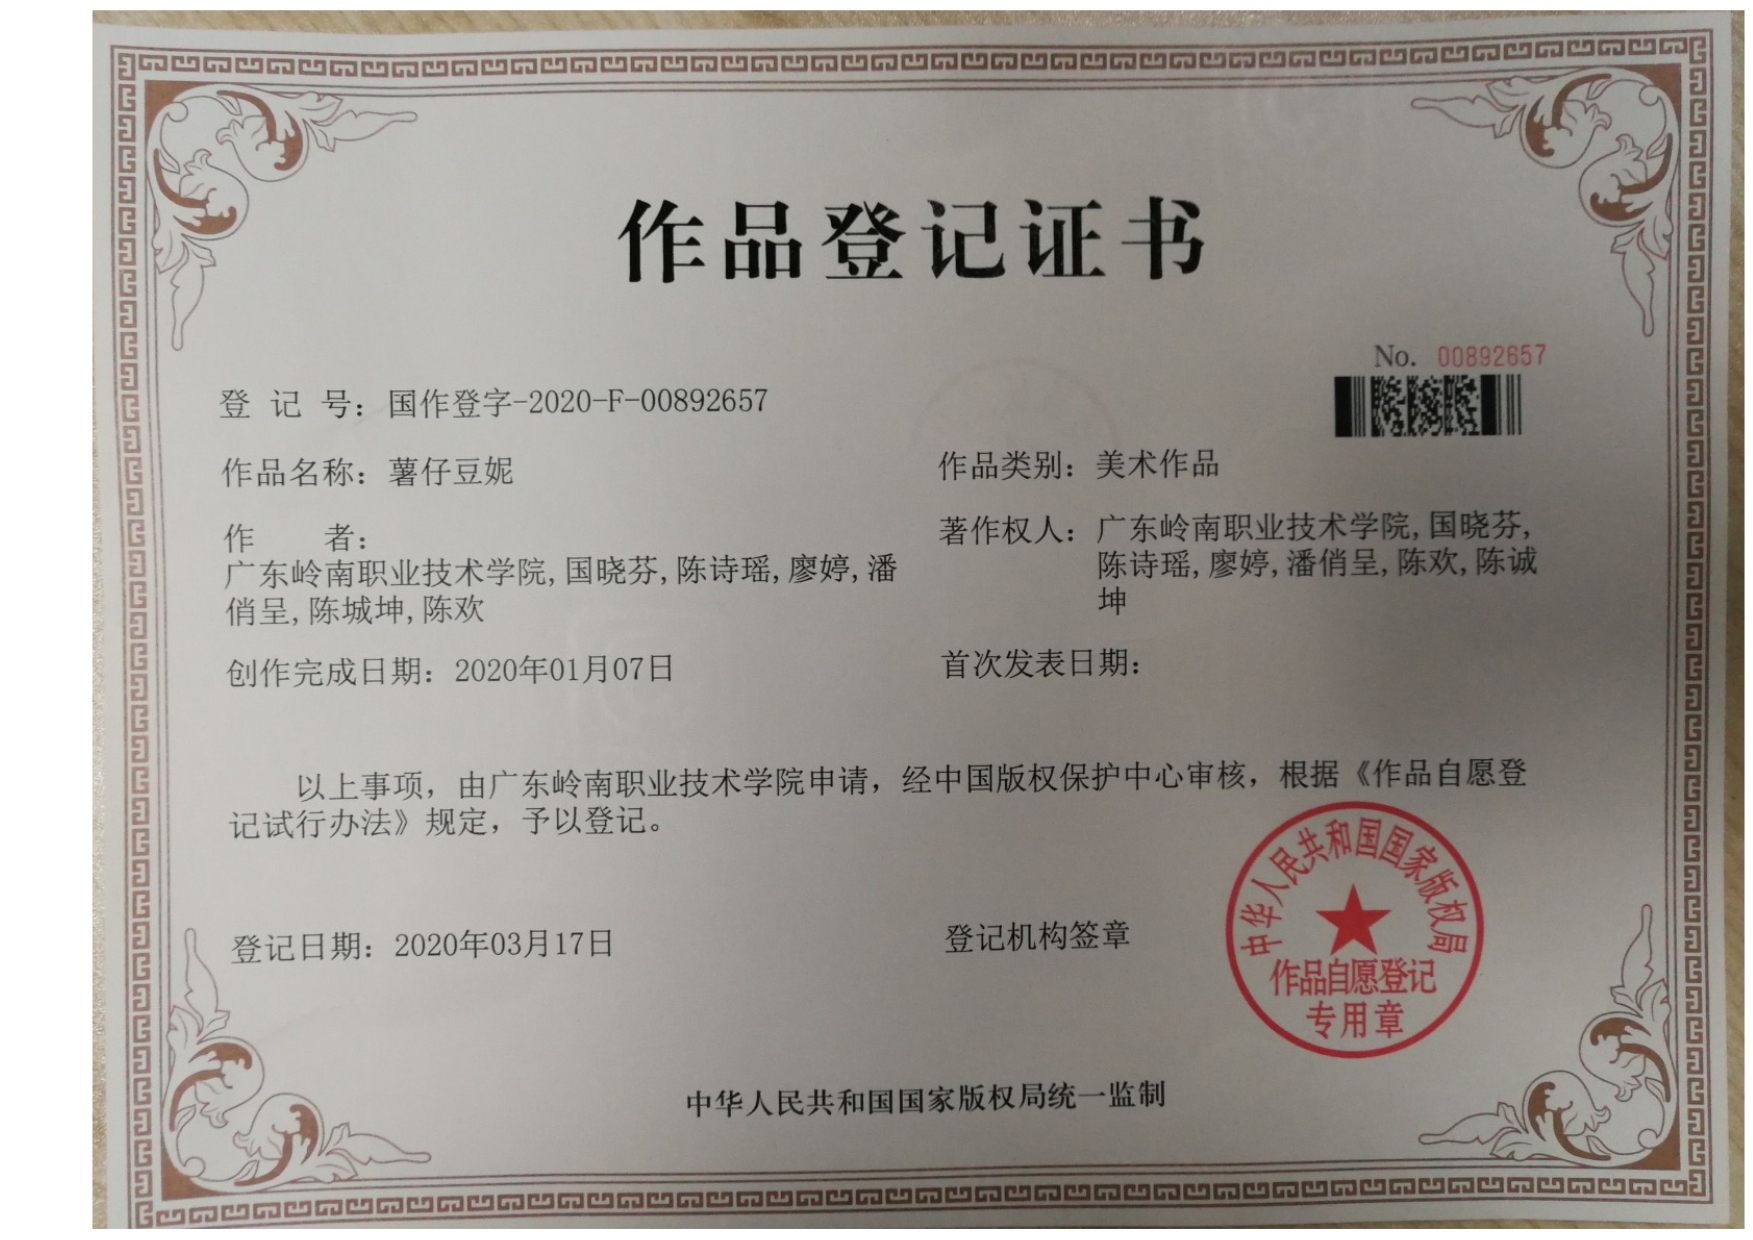 作品登记证书
No. 00892657
登 记 号：国作登字-2020-F-00892657
作品名称：薯仔豆妮
作品类别：美术作品
作 者：
广东岭南职业技术学院,国晓芬,陈诗瑶,廖婷,潘
俏呈,陈城坤,陈欢
著作权人：广东岭南职业技术学院,国晓芬,
陈诗瑶,廖婷,潘俏呈,陈欢,陈诚
坤
创作完成日期：2020年01月07日
首次发表日期：
以上事项，由广东岭南职业技术学院申请，经中国版权保护中心审核，根据《作品自愿登
记试行办法》规定，予以登记。
登记日期：2020年03月17日
登记机构签章
中华人民共和国国家版权局
作品自愿登记
专用章
中华人民共和国国家版权局统一监制